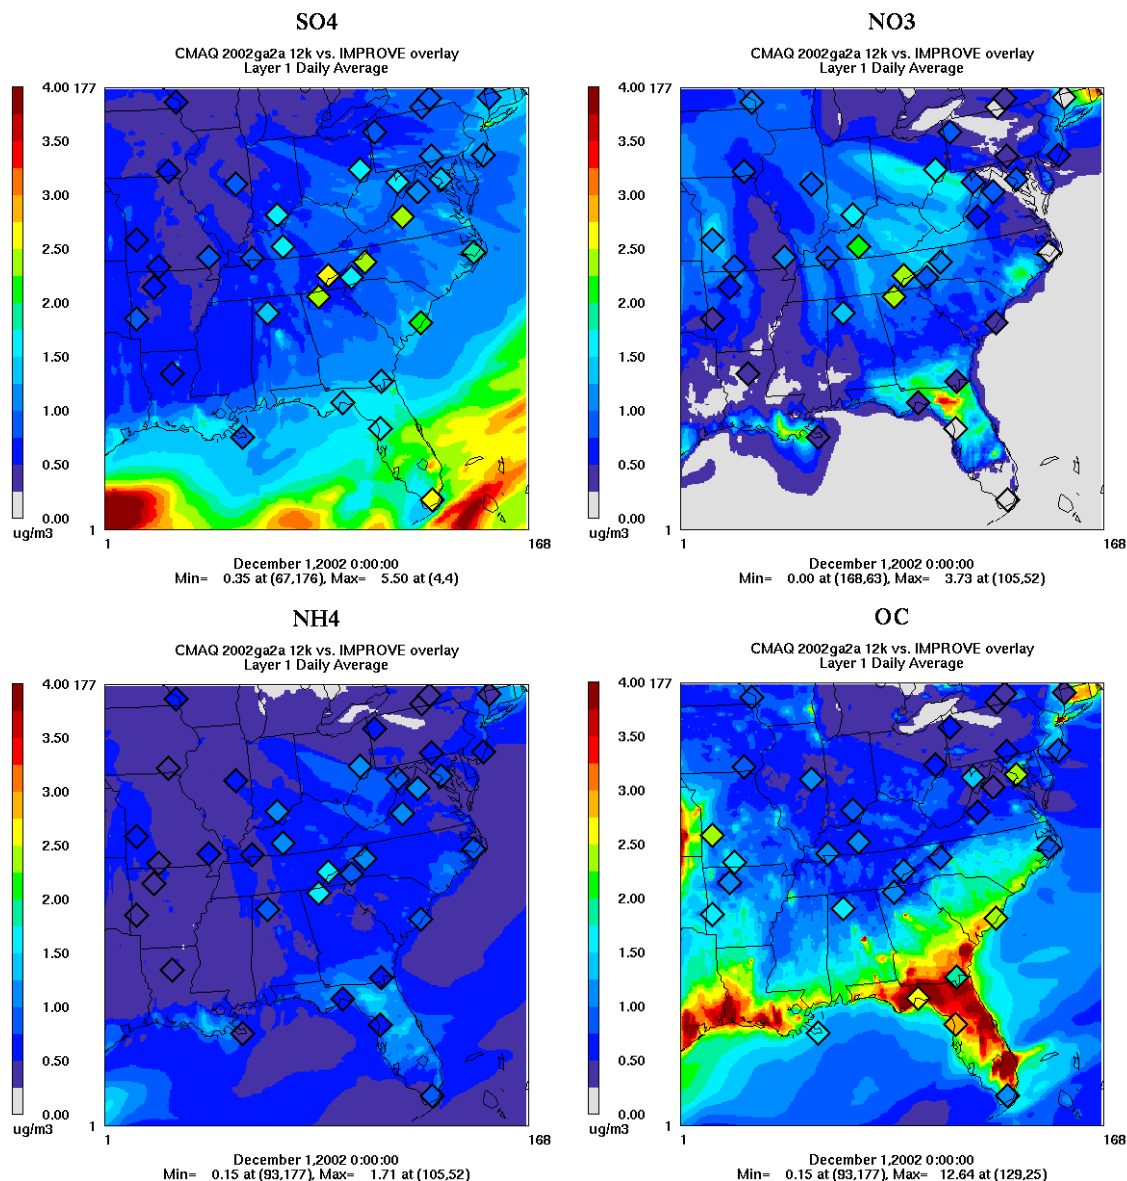 SO4
CMAQ 2002ga2a 12k vs. IMPROVE overlay
Layer 1 Daily Average
4.00 177
3.50
3.00
2.50
2.00
1.50
1.00
0.50
0.00
ug/m3
1
1
168
December 1,2002 0:00:00
Min= 0.35 at (67,176), Max= 5.50 at (4,4)
NO3
CMAQ 2002ga2a 12k vs. IMPROVE overlay
Layer 1 Daily Average
4.00 177
3.50
3.00
2.50
2.00
1.50
1.00
0.50
0.00
ug/m3
1
1
168
December 1,2002 0:00:00
Min= 0.00 at (168,63), Max= 3.73 at (105,52)
NH4
CMAQ 2002ga2a 12k vs. IMPROVE overlay
Layer 1 Daily Average
4.00 177
3.50
3.00
2.50
2.00
1.50
1.00
0.50
0.00
ug/m3
1
1
168
December 1,2002 0:00:00
Min= 0.15 at (93,177), Max= 1.71 at (105,52)
OC
CMAQ 2002ga2a 12k vs. IMPROVE overlay
Layer 1 Daily Average
4.00 177
3.50
3.00
2.50
2.00
1.50
1.00
0.50
0.00
ug/m3
1
1
168
December 1,2002 0:00:00
Min= 0.15 at (93,177), Max= 12.64 at (129,25)